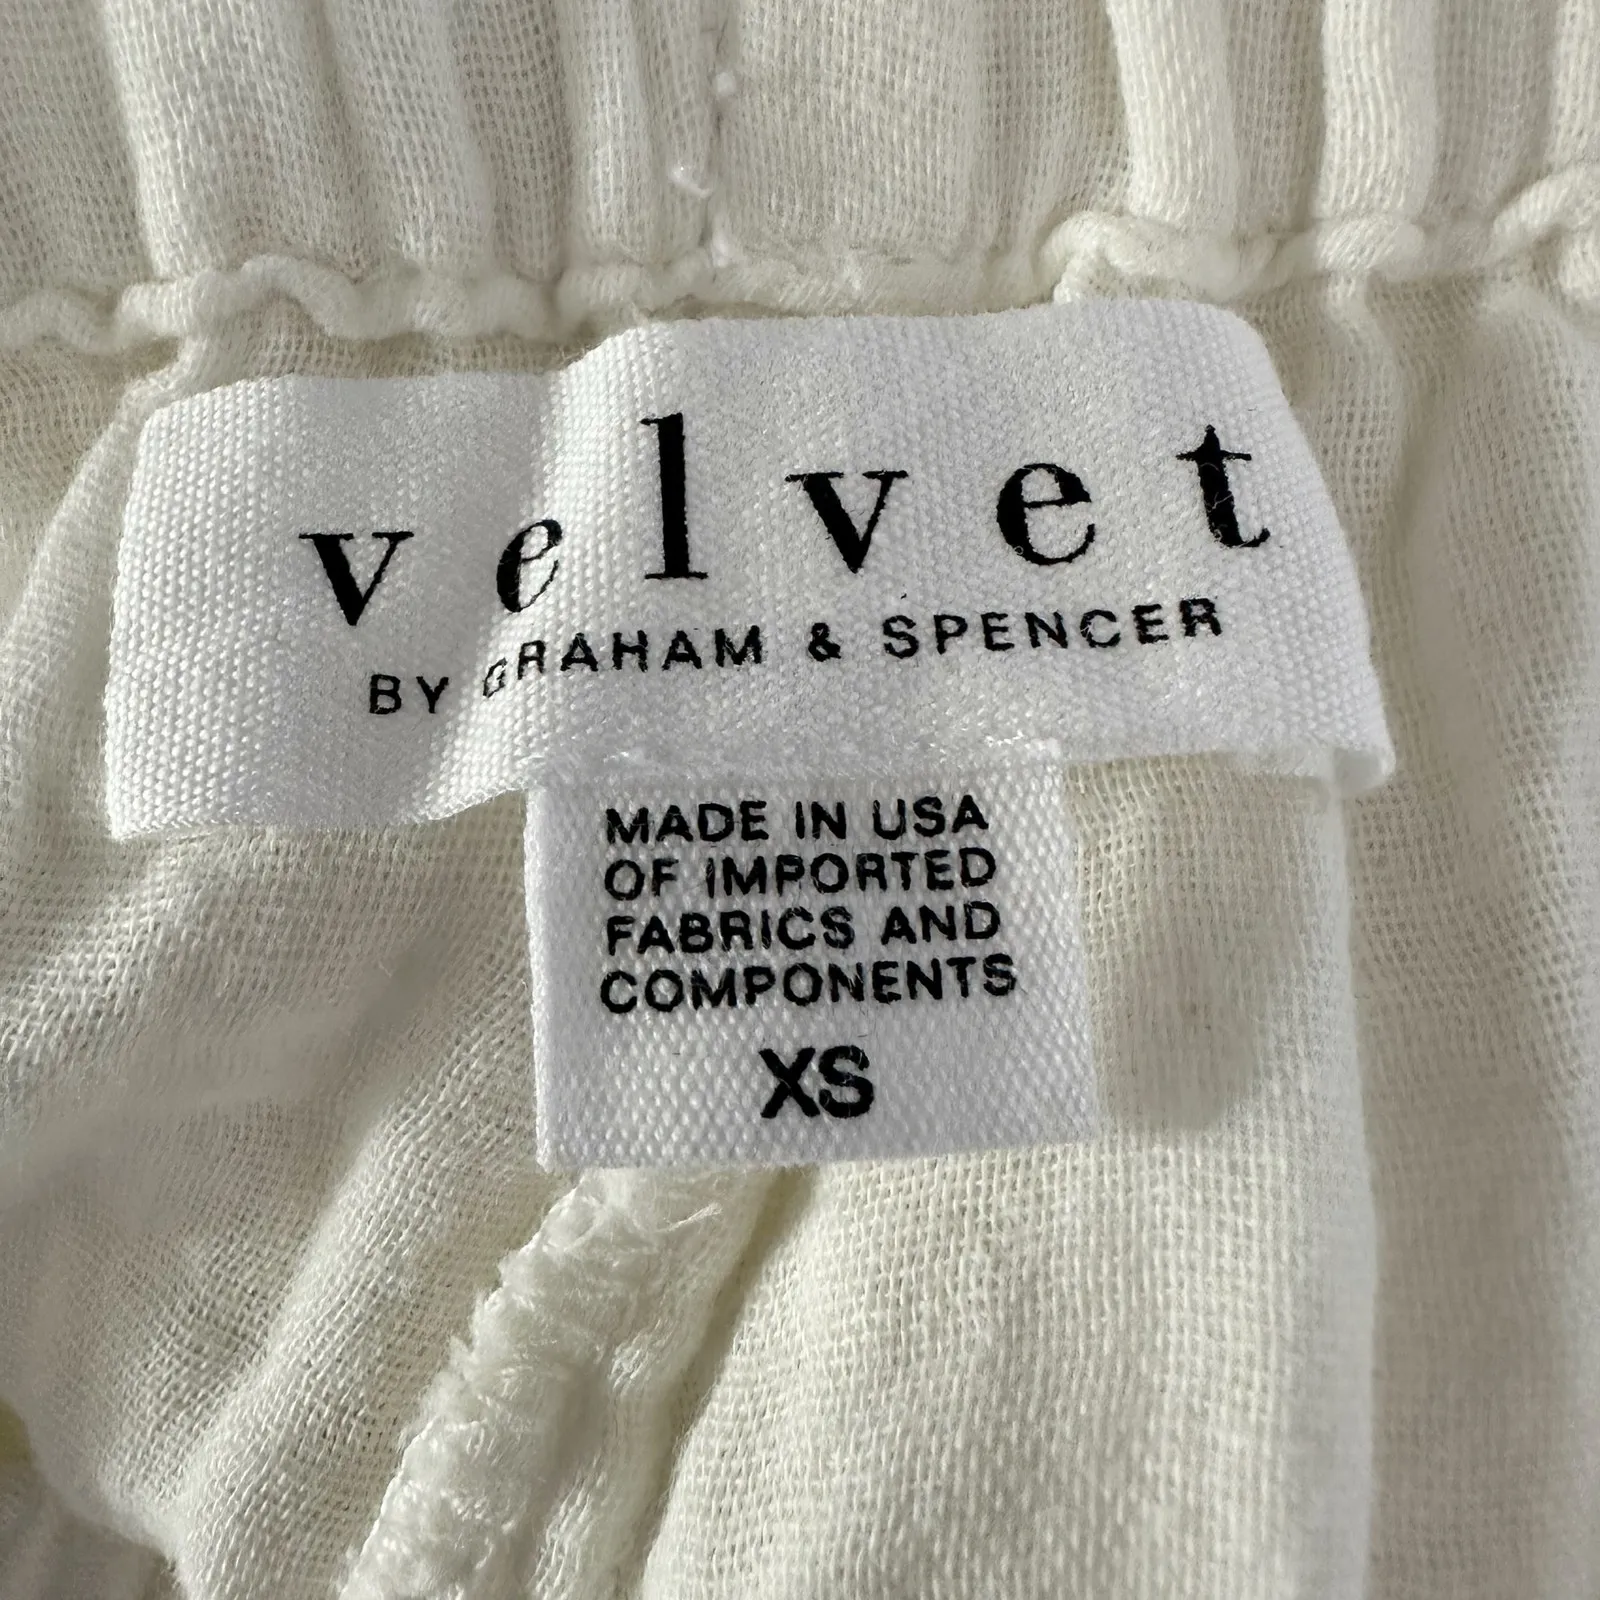 velvet
BY GRAHAM & SPENCER
MADE IN USA
OF IMPORTED
FABRICS AND
COMPONENTS
XS